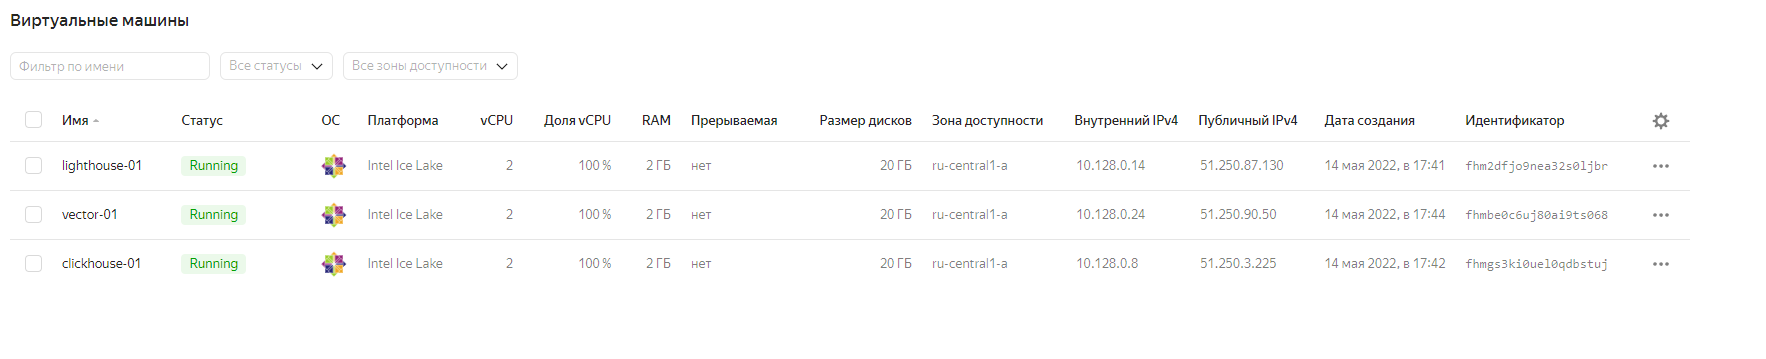 Виртуальные машины
Фильтр по имени Все статусы Все зоны доступности
Имя Статус ОС Платформа vCPU Доля vCPU RAM Прерываемая Размер дисков Зона доступности Внутренний IPv4 Публичный IPv4 Дата создания Идентификатор
lighthouse-01 Running Intel Ice Lake 2 100 % 2 ГБ нет 20 ГБ ru-central1-a 10.128.0.14 51.250.87.130 14 мая 2022, в 17:41 fhm2dfjo9nea32s0ljbr
vector-01 Running Intel Ice Lake 2 100 % 2 ГБ нет 20 ГБ ru-central1-a 10.128.0.24 51.250.90.50 14 мая 2022, в 17:44 fhmbe0c6uj80ai9ts068
clickhouse-01 Running Intel Ice Lake 2 100 % 2 ГБ нет 20 ГБ ru-central1-a 10.128.0.8 51.250.3.225 14 мая 2022, в 17:42 fhmgs3ki0uel0qdbstuj